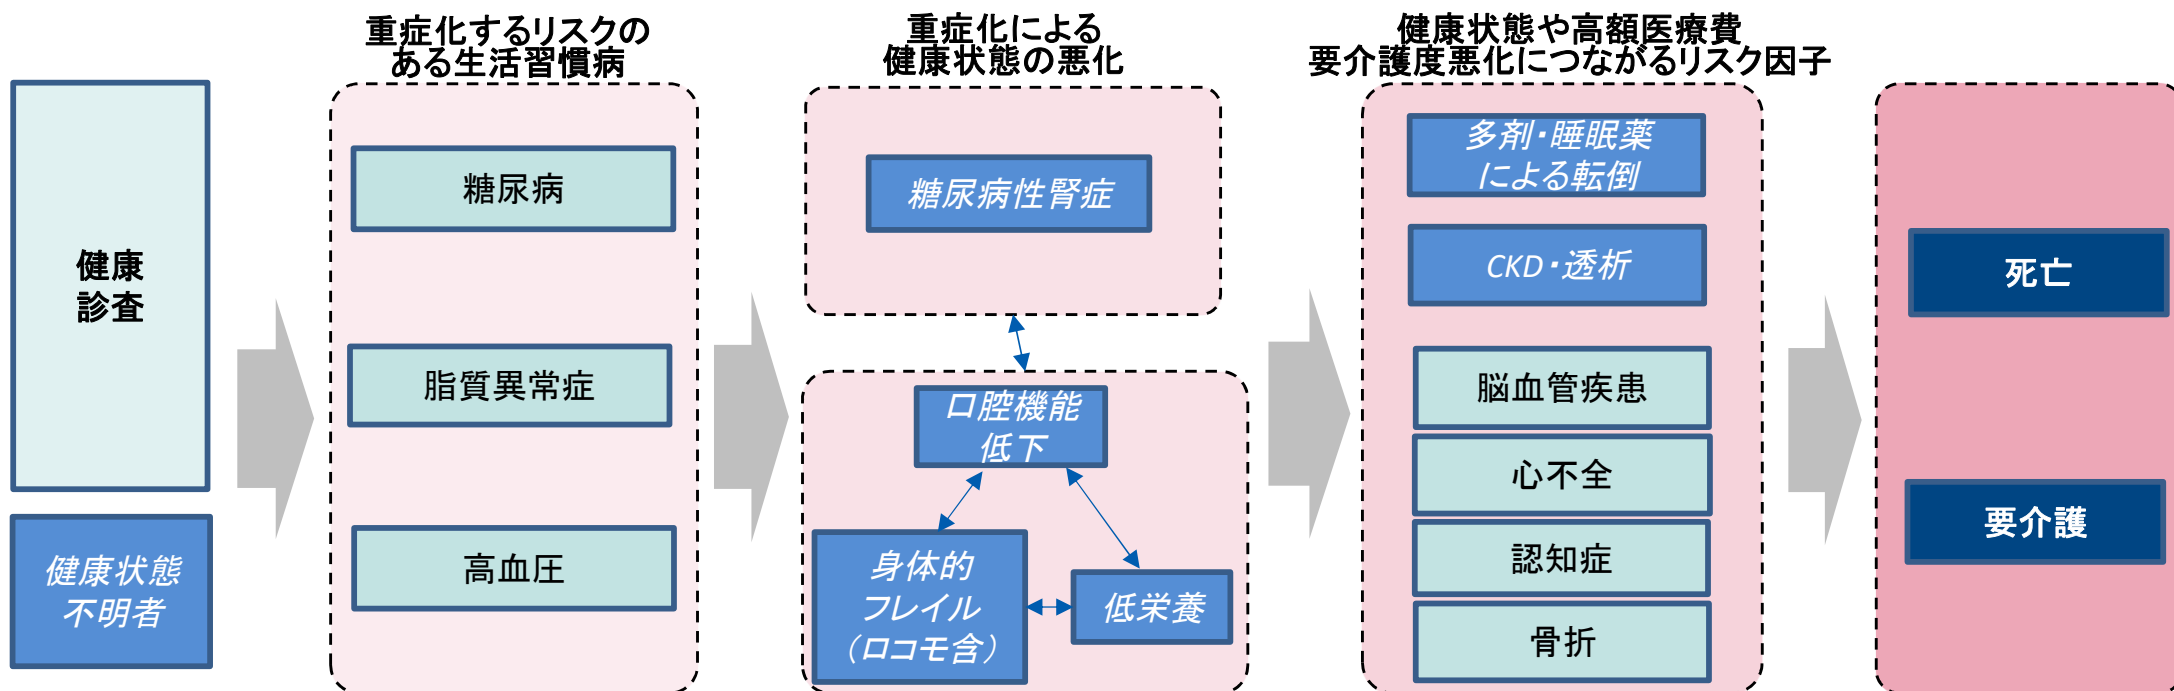 重症化するリスクの
ある生活習慣病
重症化による
健康状態の悪化
健康状態や高額医療費
要介護度悪化につながるリスク因子
健康
診査
健康状態
不明者
糖尿病
脂質異常症
高血圧
糖尿病性腎症
口腔機能
低下
身体的
フレイル
（ロコモ含）
低栄養
多剤・睡眠薬
による転倒
CKD・透析
脳血管疾患
心不全
認知症
骨折
死亡
要介護